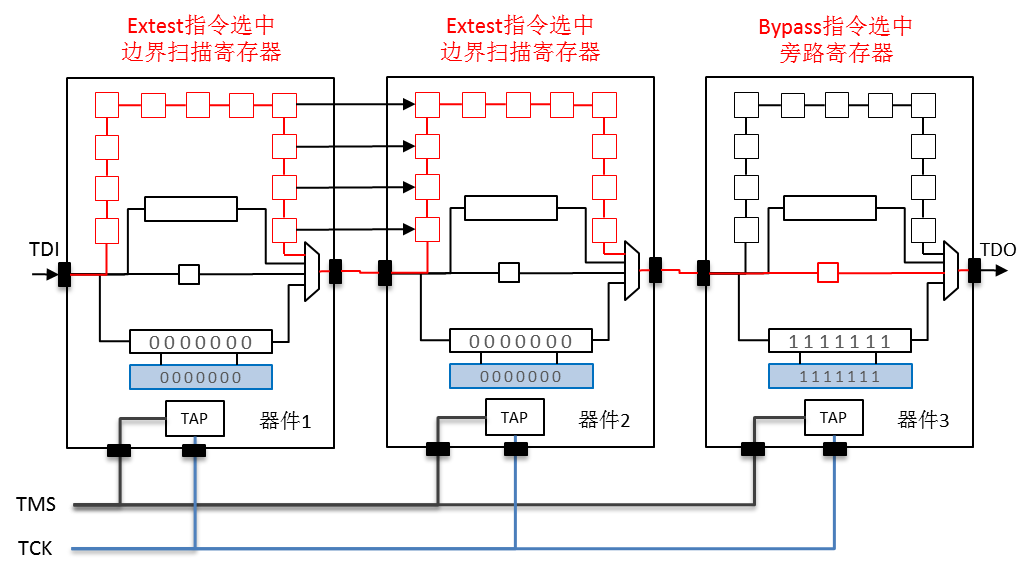 Extest指令选中
边界扫描寄存器
Extest指令选中
边界扫描寄存器
Bypass指令选中
旁路寄存器
TDI
TDO
0000000
0000000
1111111
0000000
0000000
1111111
TAP
器件1
TAP
器件2
TAP
器件3
TMS
TCK